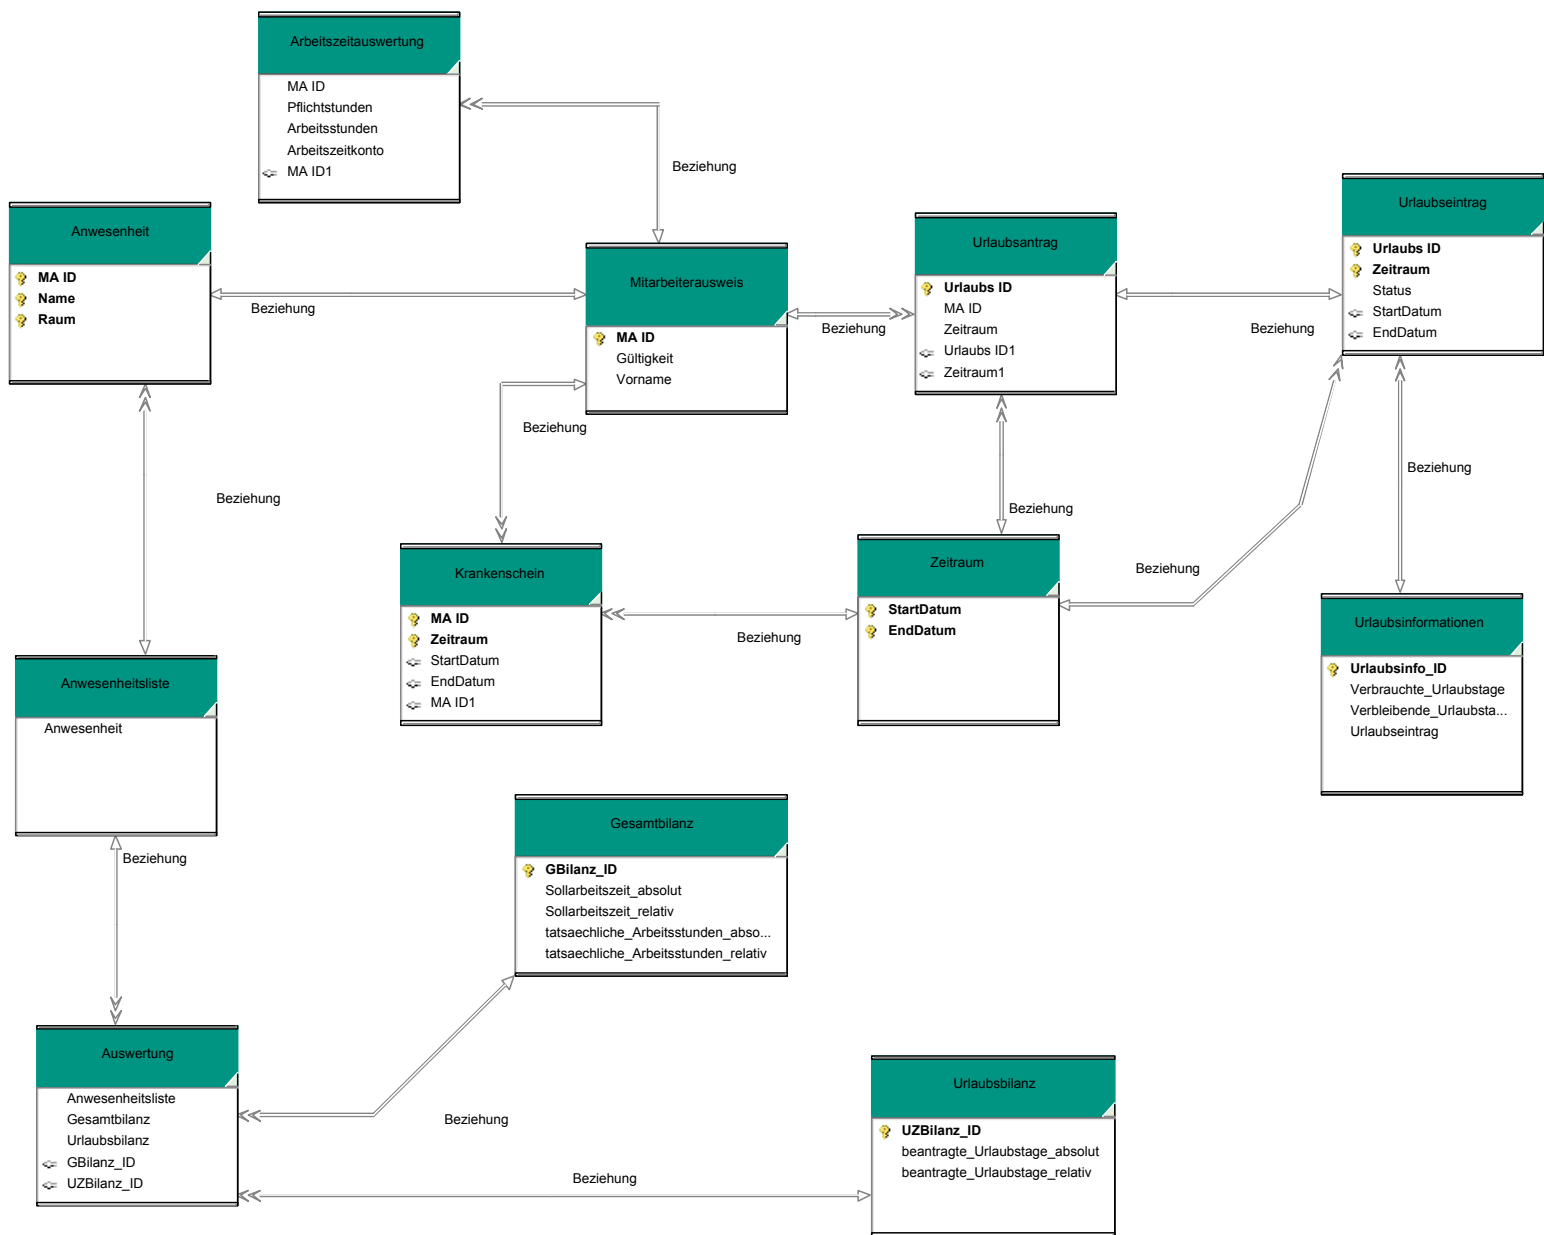 Arbeitszeitauswertung
MA ID
Pflichtstunden
Arbeitsstunden
Arbeitszeitkonto
MA ID1
Beziehung
Anwesenheit
MA ID
Name
Raum
Beziehung
Mitarbeiterausweis
MA ID
Gültigkeit
Vorname
Beziehung
Urlaubsantrag
Urlaubs ID
MA ID
Zeitraum
Urlaubs ID1
Zeitraum1
Beziehung
Urlaubseintrag
Urlaubs ID
Zeitraum
Status
StartDatum
EndDatum
Beziehung
Beziehung
Beziehung
Beziehung
Beziehung
Krankenschein
MA ID
Zeitraum
StartDatum
EndDatum
MA ID1
Beziehung
Zeitraum
StartDatum
EndDatum
Urlaubsinformationen
Urlaubsinfo_ID
Verbrauchte_Urlaubstage
Verbleibende_Urlaubsta...
Urlaubseintrag
Anwesenheitsliste
Anwesenheit
Beziehung
Gesamtbilanz
GBilanz_ID
Sollarbeitszeit_absolut
Sollarbeitszeit_relativ
tatsaechliche_Arbeitsstunden_abso...
tatsaechliche_Arbeitsstunden_relativ
Auswertung
Anwesenheitsliste
Gesamtbilanz
Urlaubsbilanz
GBilanz_ID
UZBilanz_ID
Beziehung
Beziehung
Urlaubsbilanz
UZBilanz_ID
beantragte_Urlaubstage_absolut
beantragte_Urlaubstage_relativ